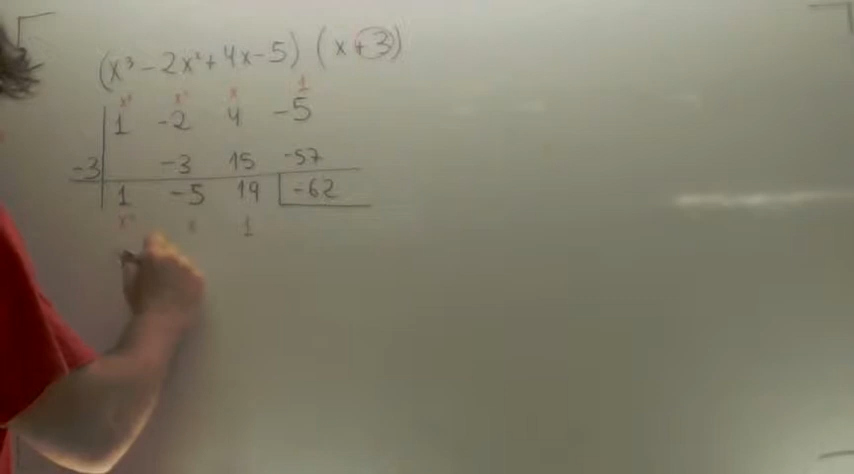 (x³ - 2x² + 4x - 5) (x + 3)
x³ x² x 1
1 -2 4 -5
-3 -3 15 -57
1 -5 19 -62
x² x 1